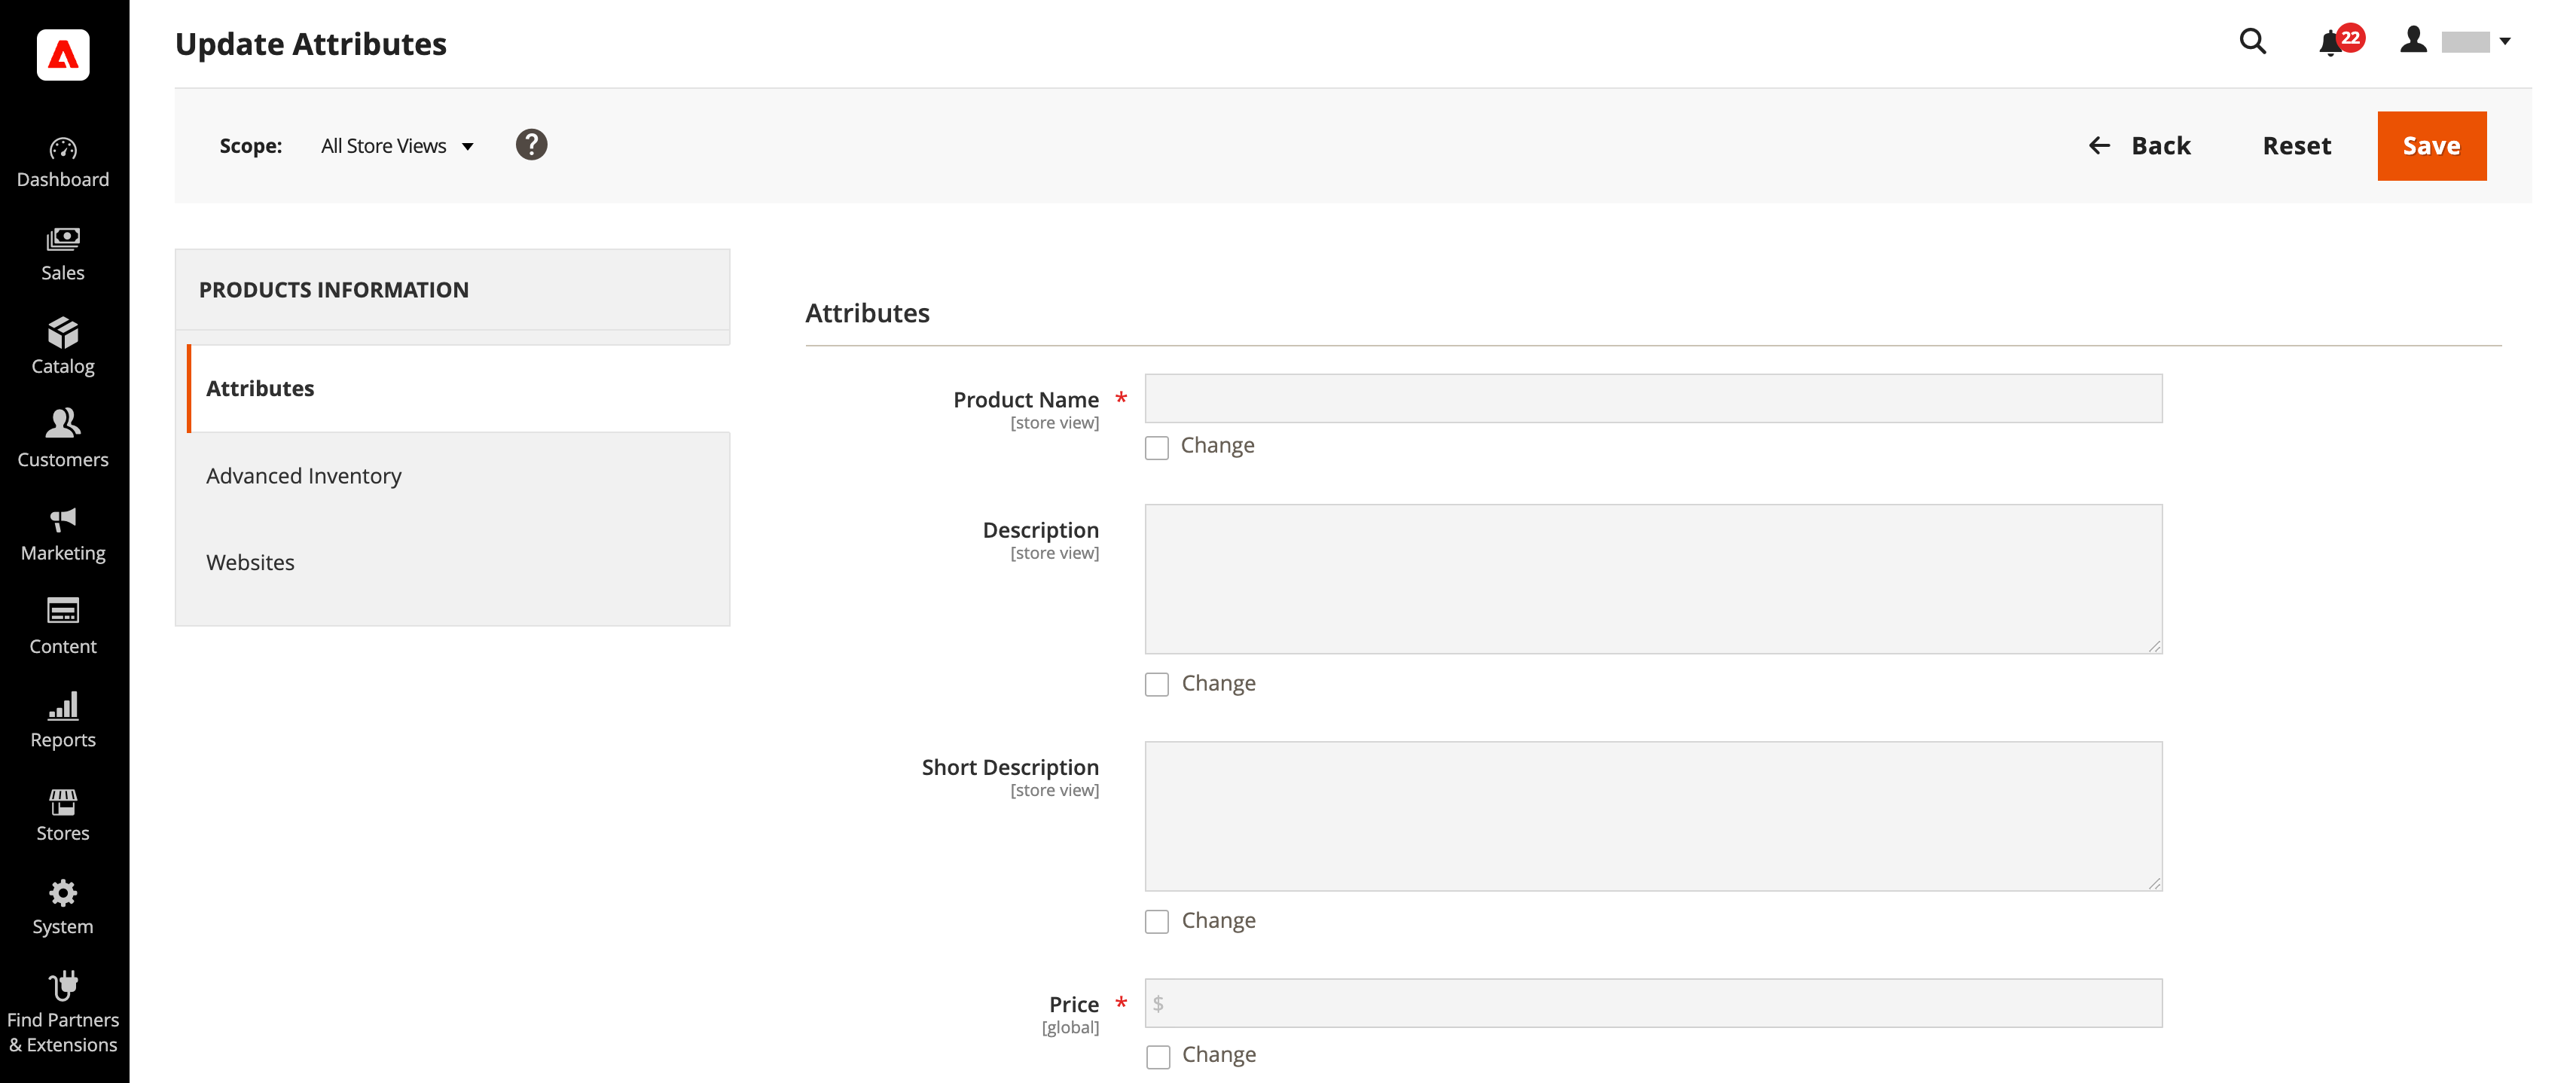 Update Attributes
22
Scope: All Store Views ?
Back Reset Save
Dashboard
Sales
Catalog
Customers
Marketing
Content
Reports
Stores
System
Find Partners
& Extensions
PRODUCTS INFORMATION
Attributes
Advanced Inventory
Websites
Attributes
Product Name *
[store view]
Change
Description
[store view]
Change
Short Description
[store view]
Change
Price * $
[global]
Change